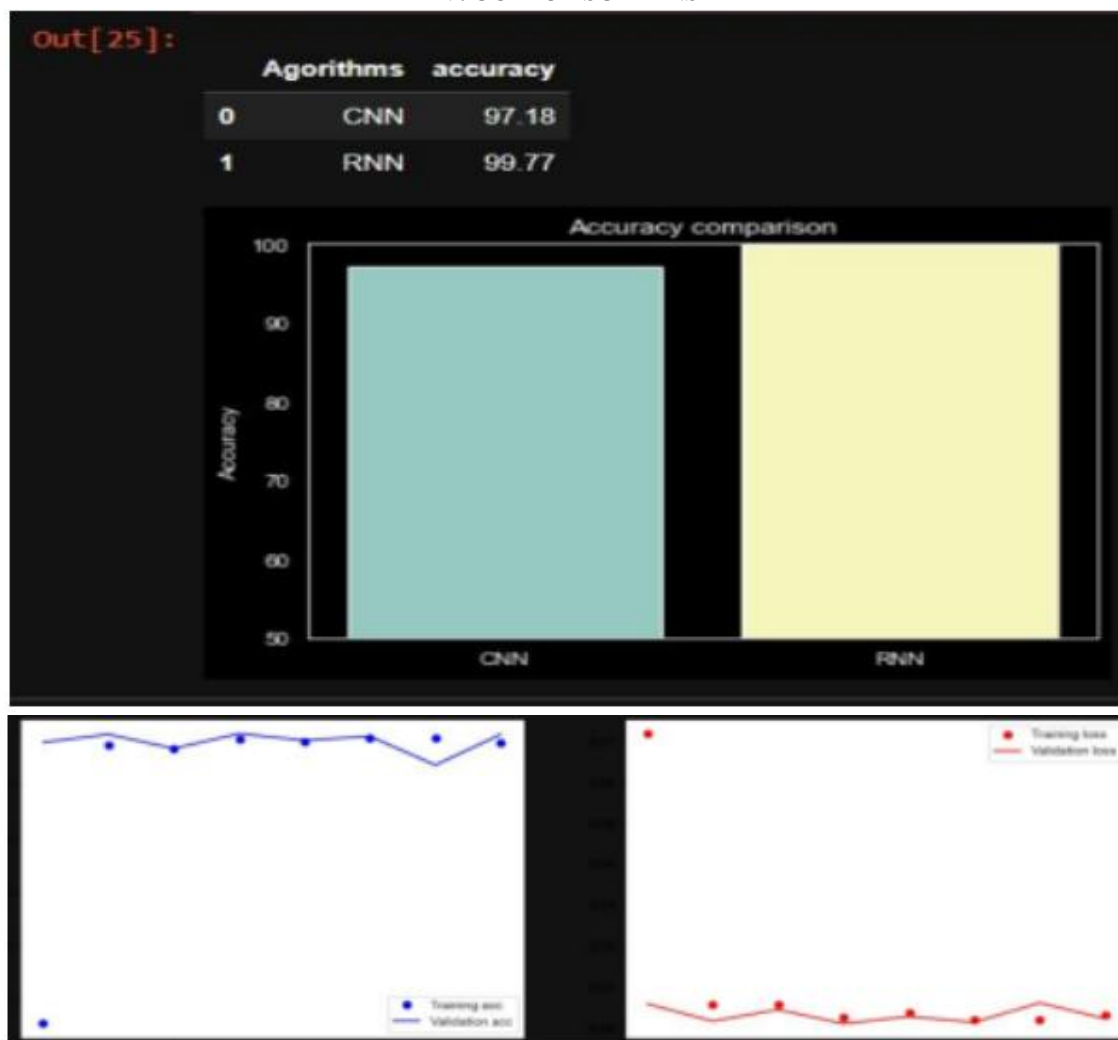 Out[25]:
Agorithms accuracy
0 CNN 97.18
1 RNN 99.77
Accuracy comparison
100
90
80
70
60
50
Accuracy
CNN RNN
Training acc
Validation acc
Training loss
Validation loss